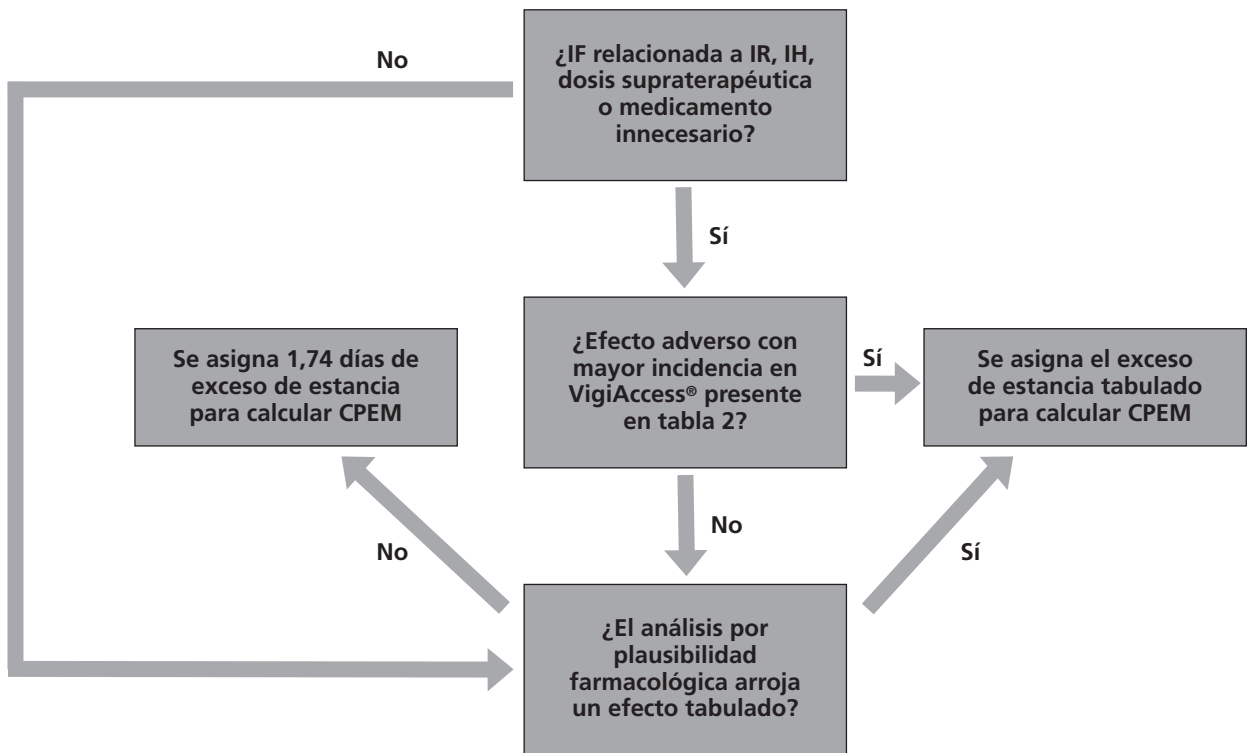 No
¿IF relacionada a IR, IH,
dosis supraterapéutica
o medicamento
innecesario?
Sí
Se asigna 1,74 días de
exceso de estancia
para calcular CPEM
¿Efecto adverso con
mayor incidencia en
VigiAccess® presente
en tabla 2?
Sí
Se asigna el exceso
de estancia tabulado
para calcular CPEM
No
No
Sí
¿El análisis por
plausibilidad
farmacológica arroja
un efecto tabulado?